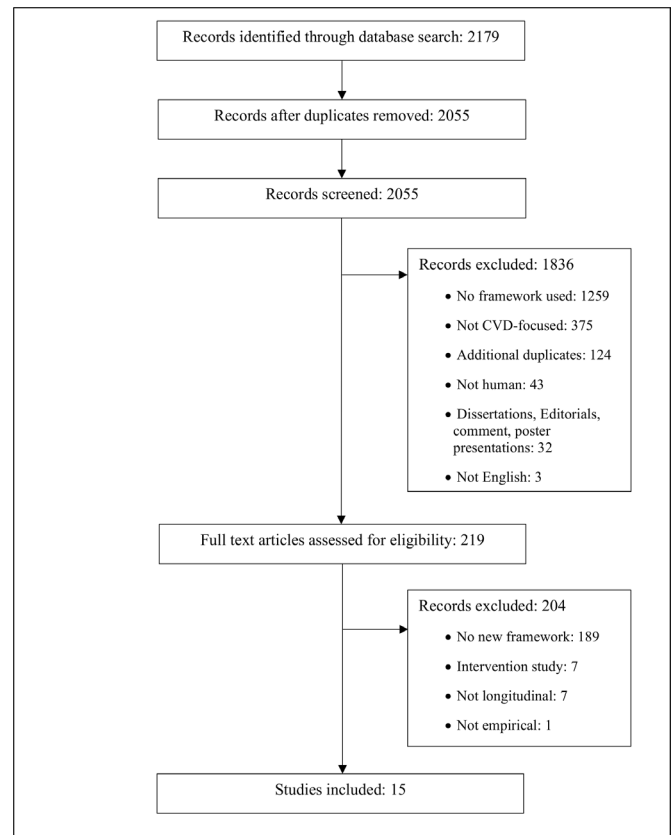 Records identified through database search: 2179
Records after duplicates removed: 2055
Records screened: 2055
Records excluded: 1836
• No framework used: 1259
• Not CVD-focused: 375
• Additional duplicates: 124
• Not human: 43
• Dissertations, Editorials,
comment, poster
presentations: 32
• Not English: 3
Full text articles assessed for eligibility: 219
Records excluded: 204
• No new framework: 189
• Intervention study: 7
• Not longitudinal: 7
• Not empirical: 1
Studies included: 15